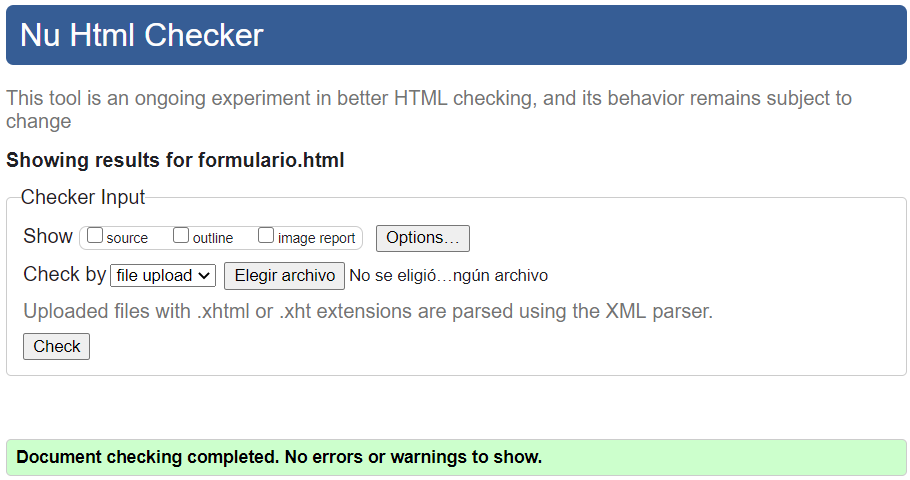 Nu Html Checker
This tool is an ongoing experiment in better HTML checking, and its behavior remains subject to
change
Showing results for formulario.html
Checker Input
Show source outline image report Options…
Check by file upload Elegir archivo No se eligió…ngún archivo
Uploaded files with .xhtml or .xht extensions are parsed using the XML parser.
Check
Document checking completed. No errors or warnings to show.